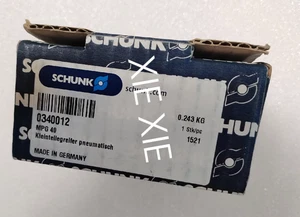 SCHUNK
schunk.com
0340012
0.243 KG
MPG 40
1 Stk/pc
Kleinteilegreifer pneumatisch
1521
MADE IN GERMANY
XIE XIE
SCHUNK